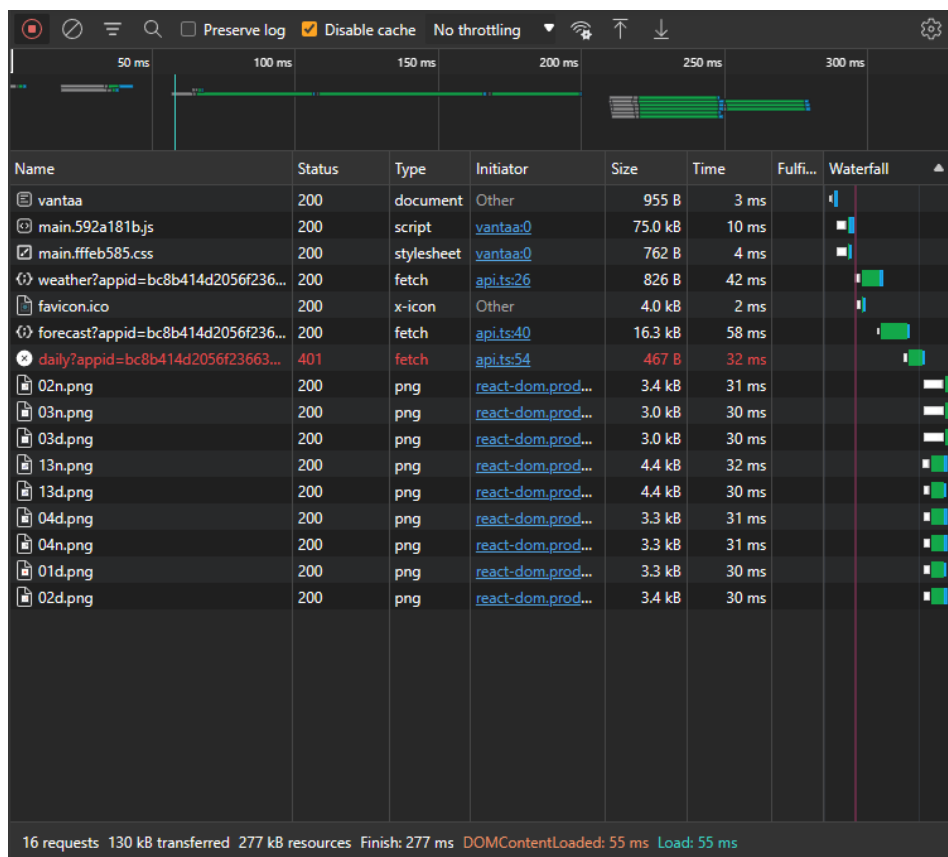 Preserve log Disable cache No throttling
50 ms 100 ms 150 ms 200 ms 250 ms 300 ms
Name Status Type Initiator Size Time Fulfi... Waterfall
vantaa 200 document Other 955 B 3 ms
main.592a181b.js 200 script vantaa:0 75.0 kB 10 ms
main.fffeb585.css 200 stylesheet vantaa:0 762 B 4 ms
weather?appid=bc8b414d2056f236... 200 fetch api.ts:26 826 B 42 ms
favicon.ico 200 x-icon Other 4.0 kB 2 ms
forecast?appid=bc8b414d2056f236... 200 fetch api.ts:40 16.3 kB 58 ms
daily?appid=bc8b414d2056f23663... 401 fetch api.ts:54 467 B 32 ms
02n.png 200 png react-dom.prod... 3.4 kB 31 ms
03n.png 200 png react-dom.prod... 3.0 kB 30 ms
03d.png 200 png react-dom.prod... 3.0 kB 30 ms
13n.png 200 png react-dom.prod... 4.4 kB 32 ms
13d.png 200 png react-dom.prod... 4.4 kB 30 ms
04d.png 200 png react-dom.prod... 3.3 kB 31 ms
04n.png 200 png react-dom.prod... 3.3 kB 31 ms
01d.png 200 png react-dom.prod... 3.3 kB 30 ms
02d.png 200 png react-dom.prod... 3.4 kB 30 ms
16 requests 130 kB transferred 277 kB resources Finish: 277 ms DOMContentLoaded: 55 ms Load: 55 ms